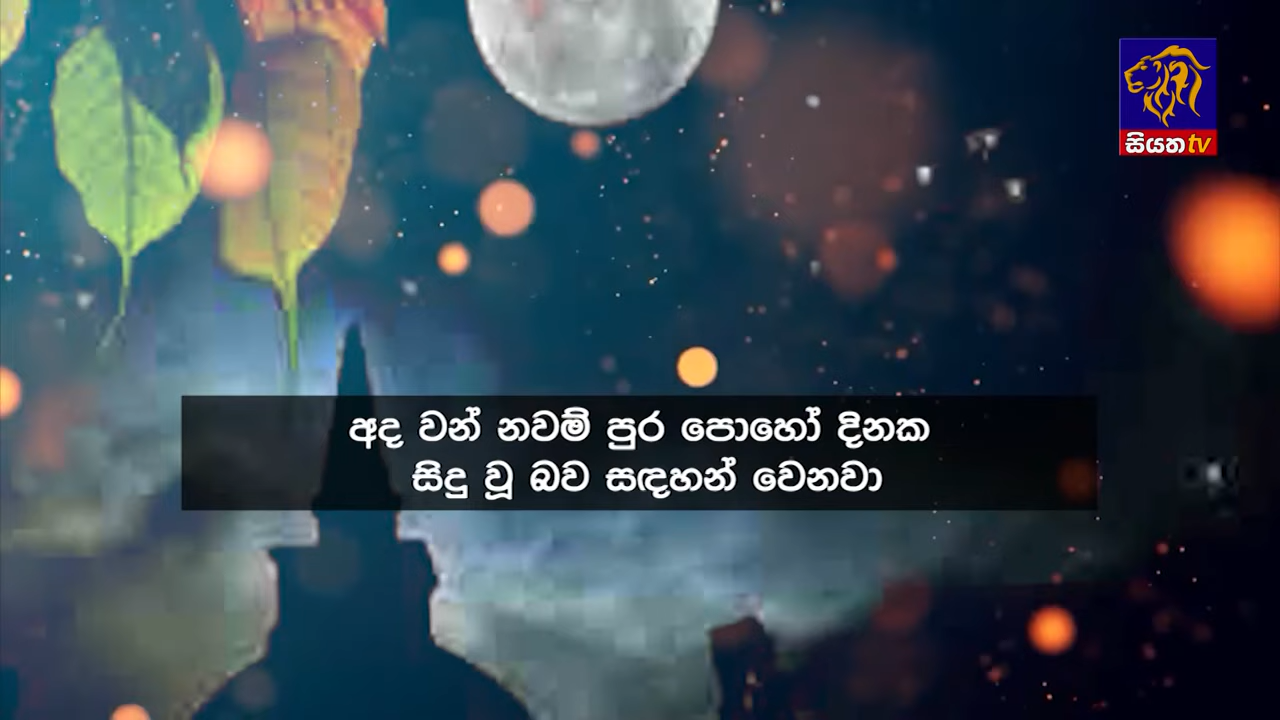 සියත tv
අද වන් නවම් පුර පොහෝ දිනක
සිදු වූ බව සඳහන් වෙනවා